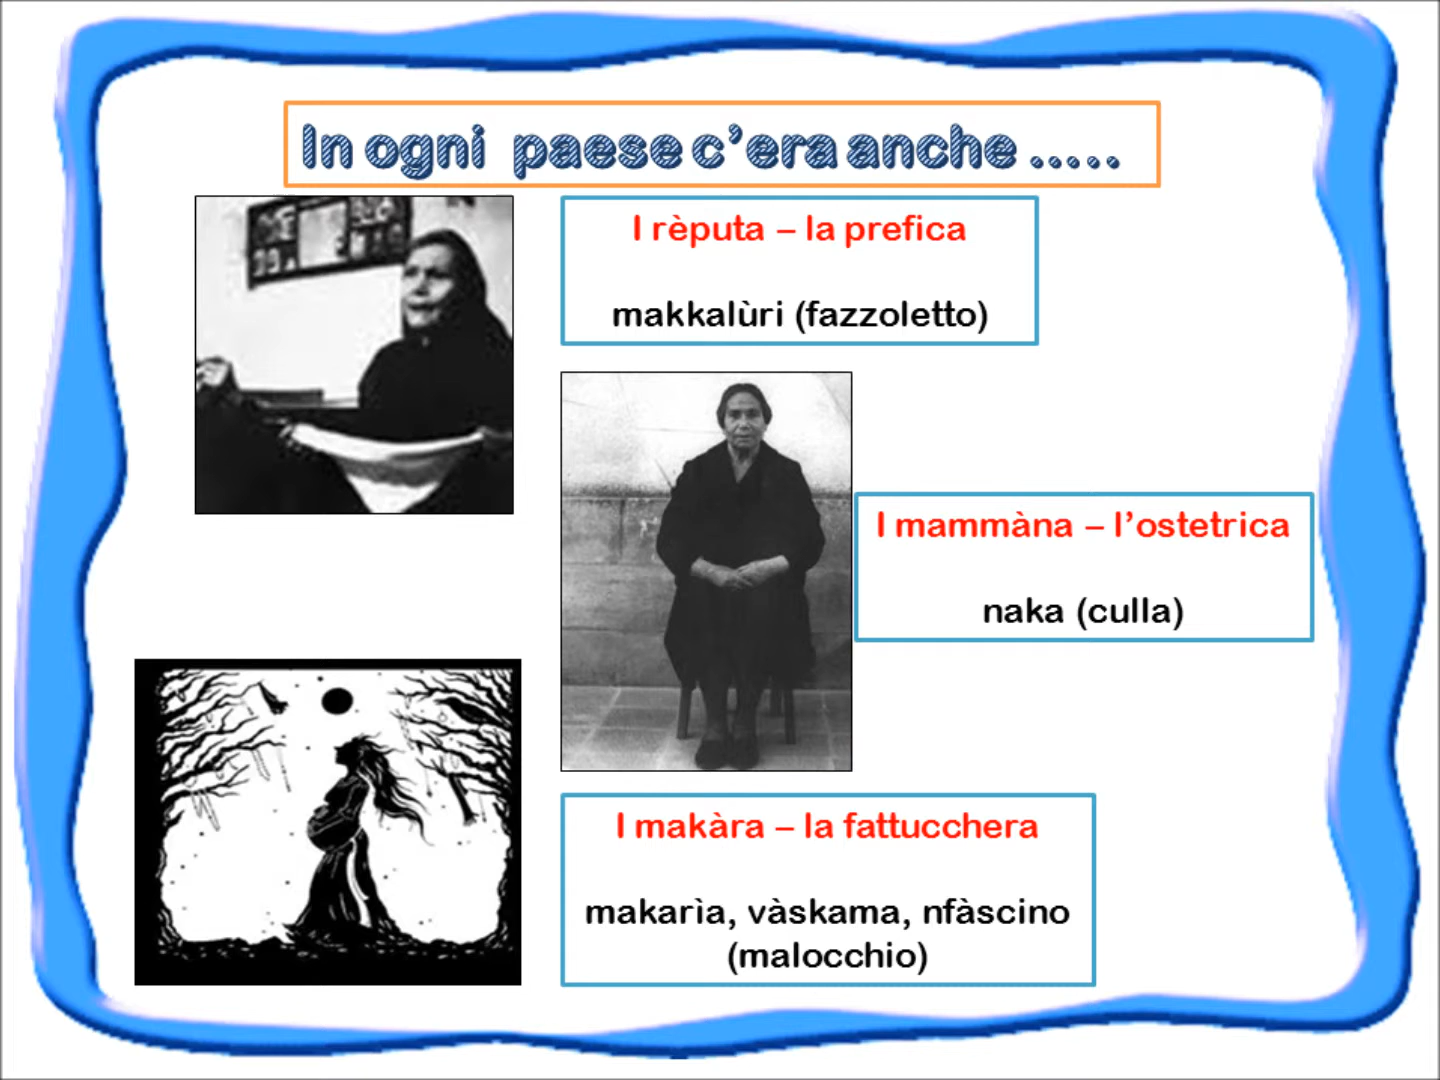 In ogni paese c'era anche .....
I rèputa – la prefica
makkalùri (fazzoletto)
I mammàna – l'ostetrica
naka (culla)
I makàra – la fattucchera
makarìa, vàskama, nfàscino
(malocchio)